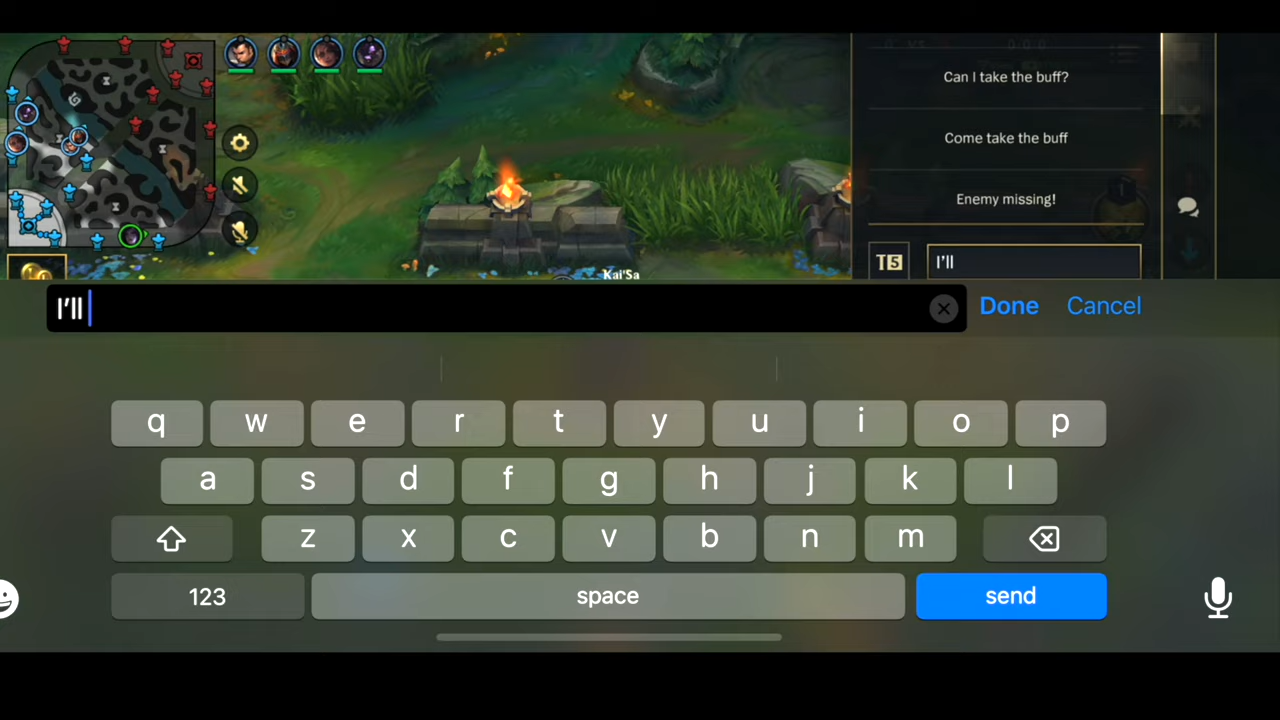 Can I take the buff?
Come take the buff
Enemy missing!
I'll
Kai'Sa
I'll
Done
Cancel
q w e r t y u i o p
a s d f g h j k l
z x c v b n m
123
space
send